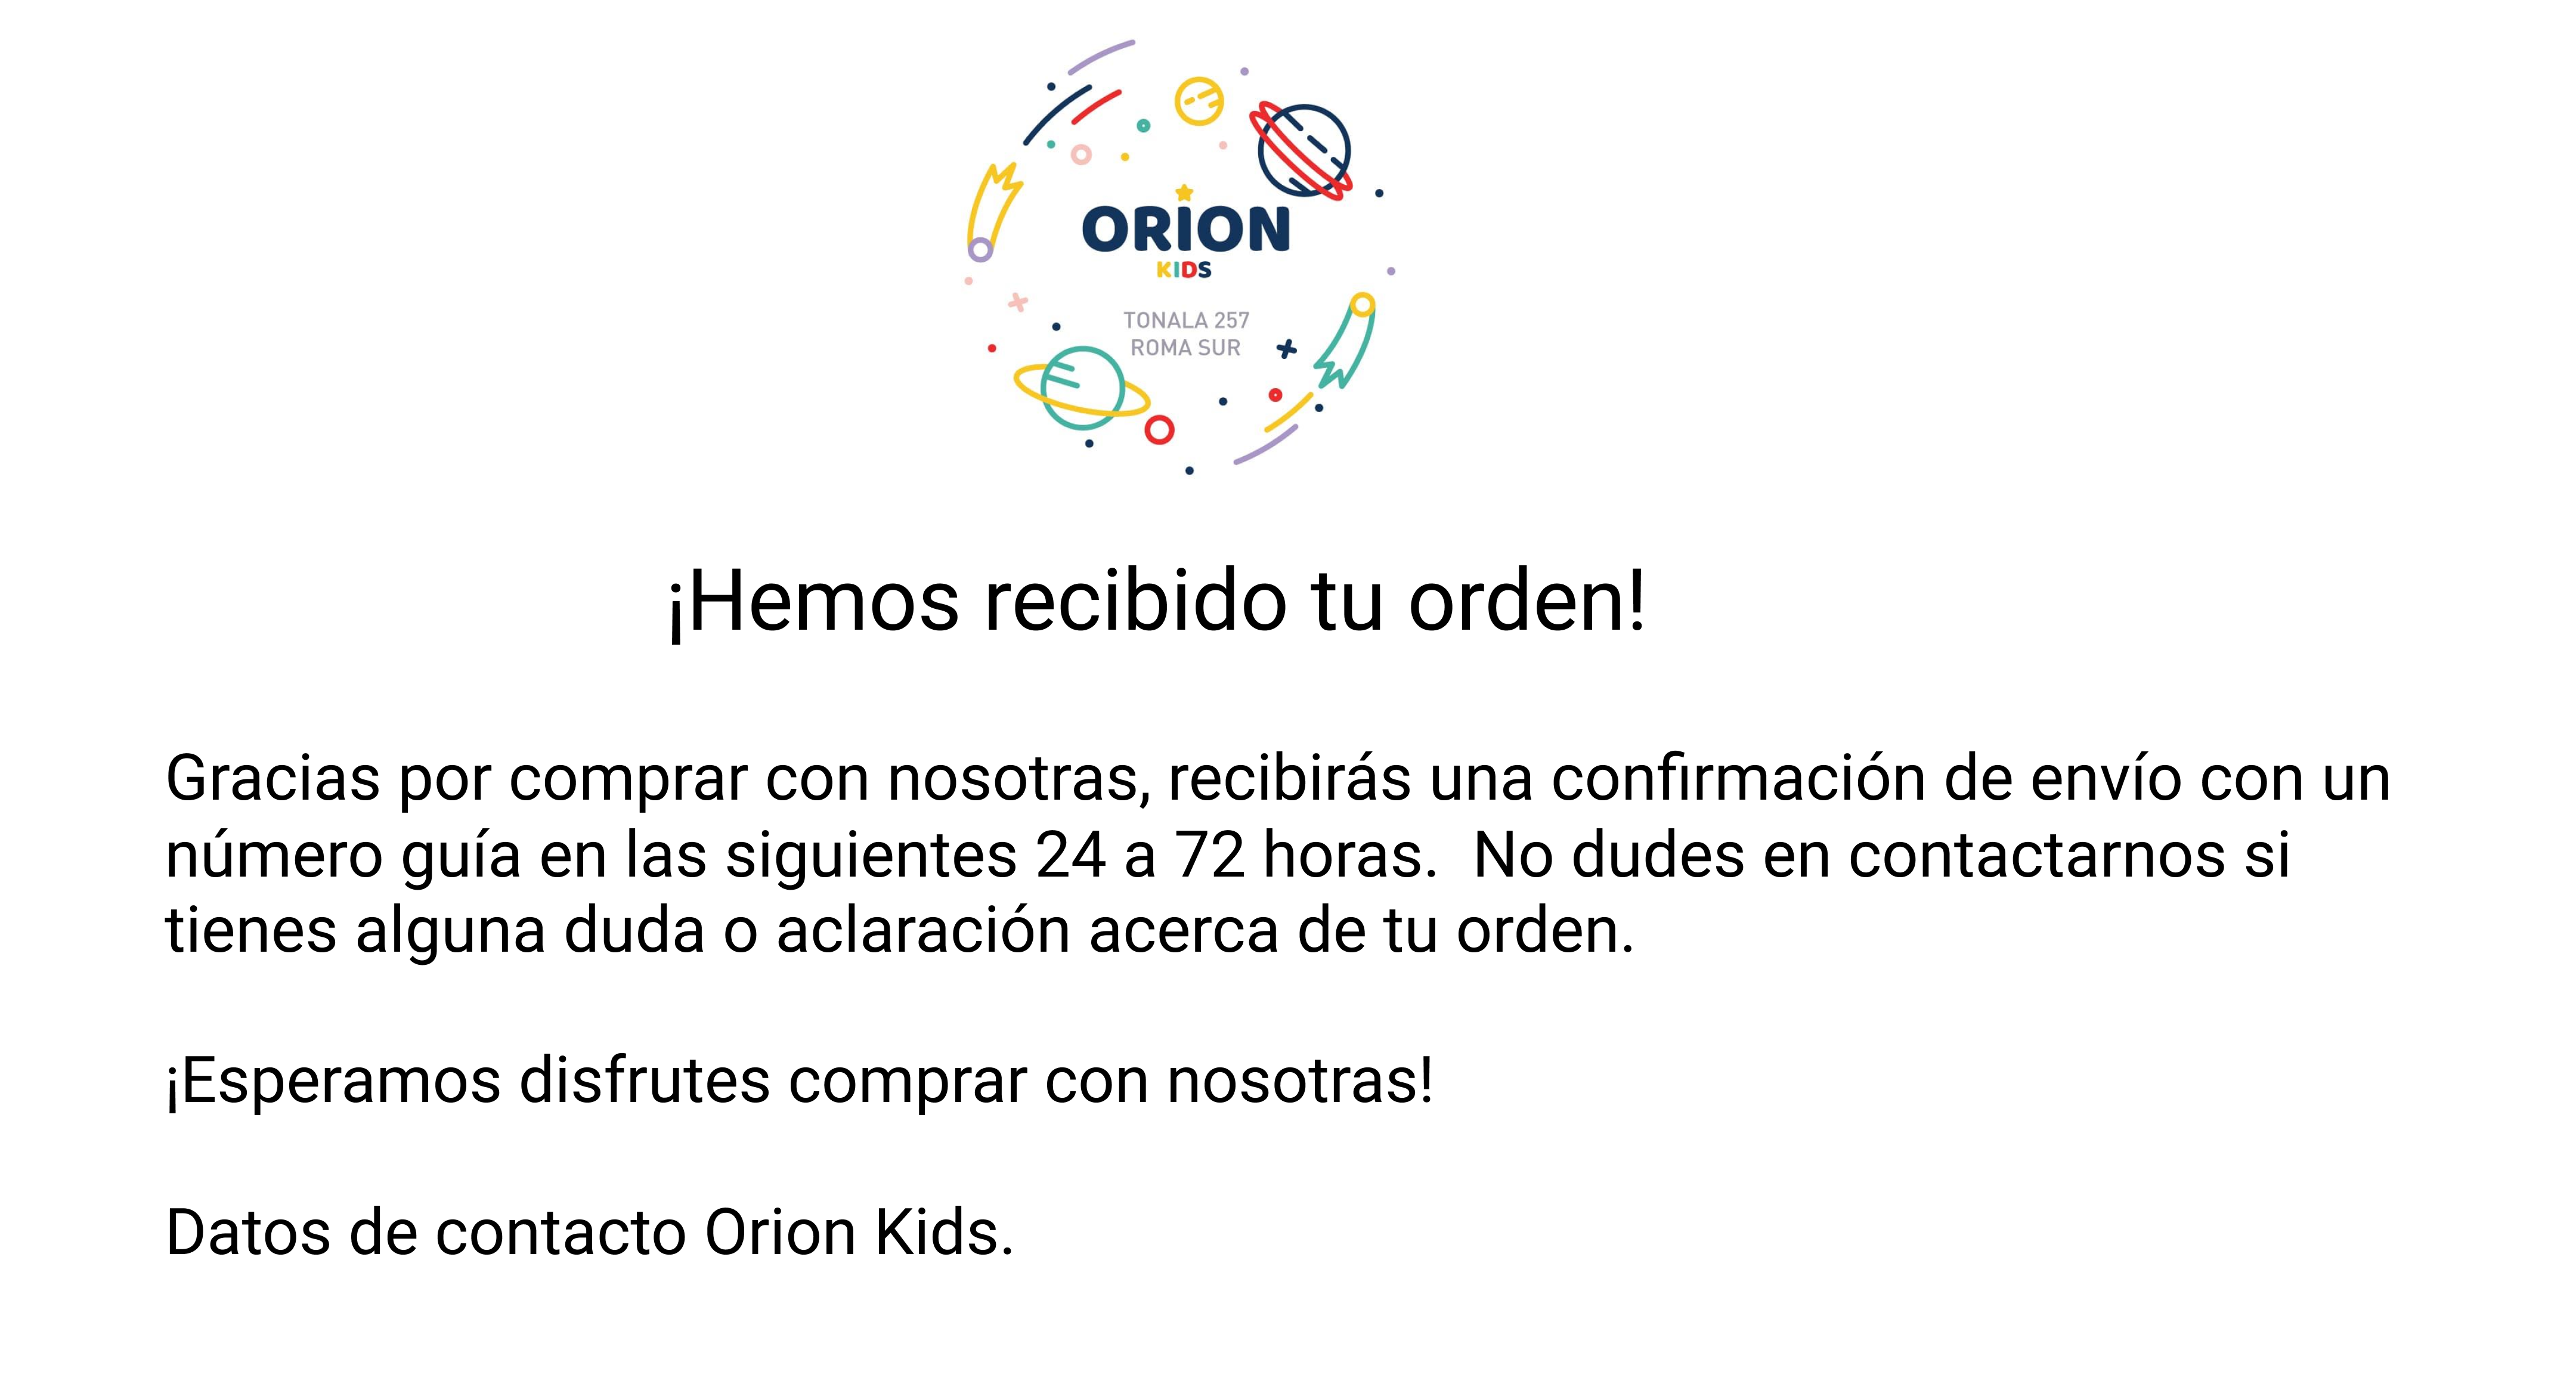 ORION
KIDS
TONALA 257
ROMA SUR
¡Hemos recibido tu orden!
Gracias por comprar con nosotras, recibirás una confirmación de envío con un
número guía en las siguientes 24 a 72 horas.  No dudes en contactarnos si
tienes alguna duda o aclaración acerca de tu orden.
¡Esperamos disfrutes comprar con nosotras!
Datos de contacto Orion Kids.